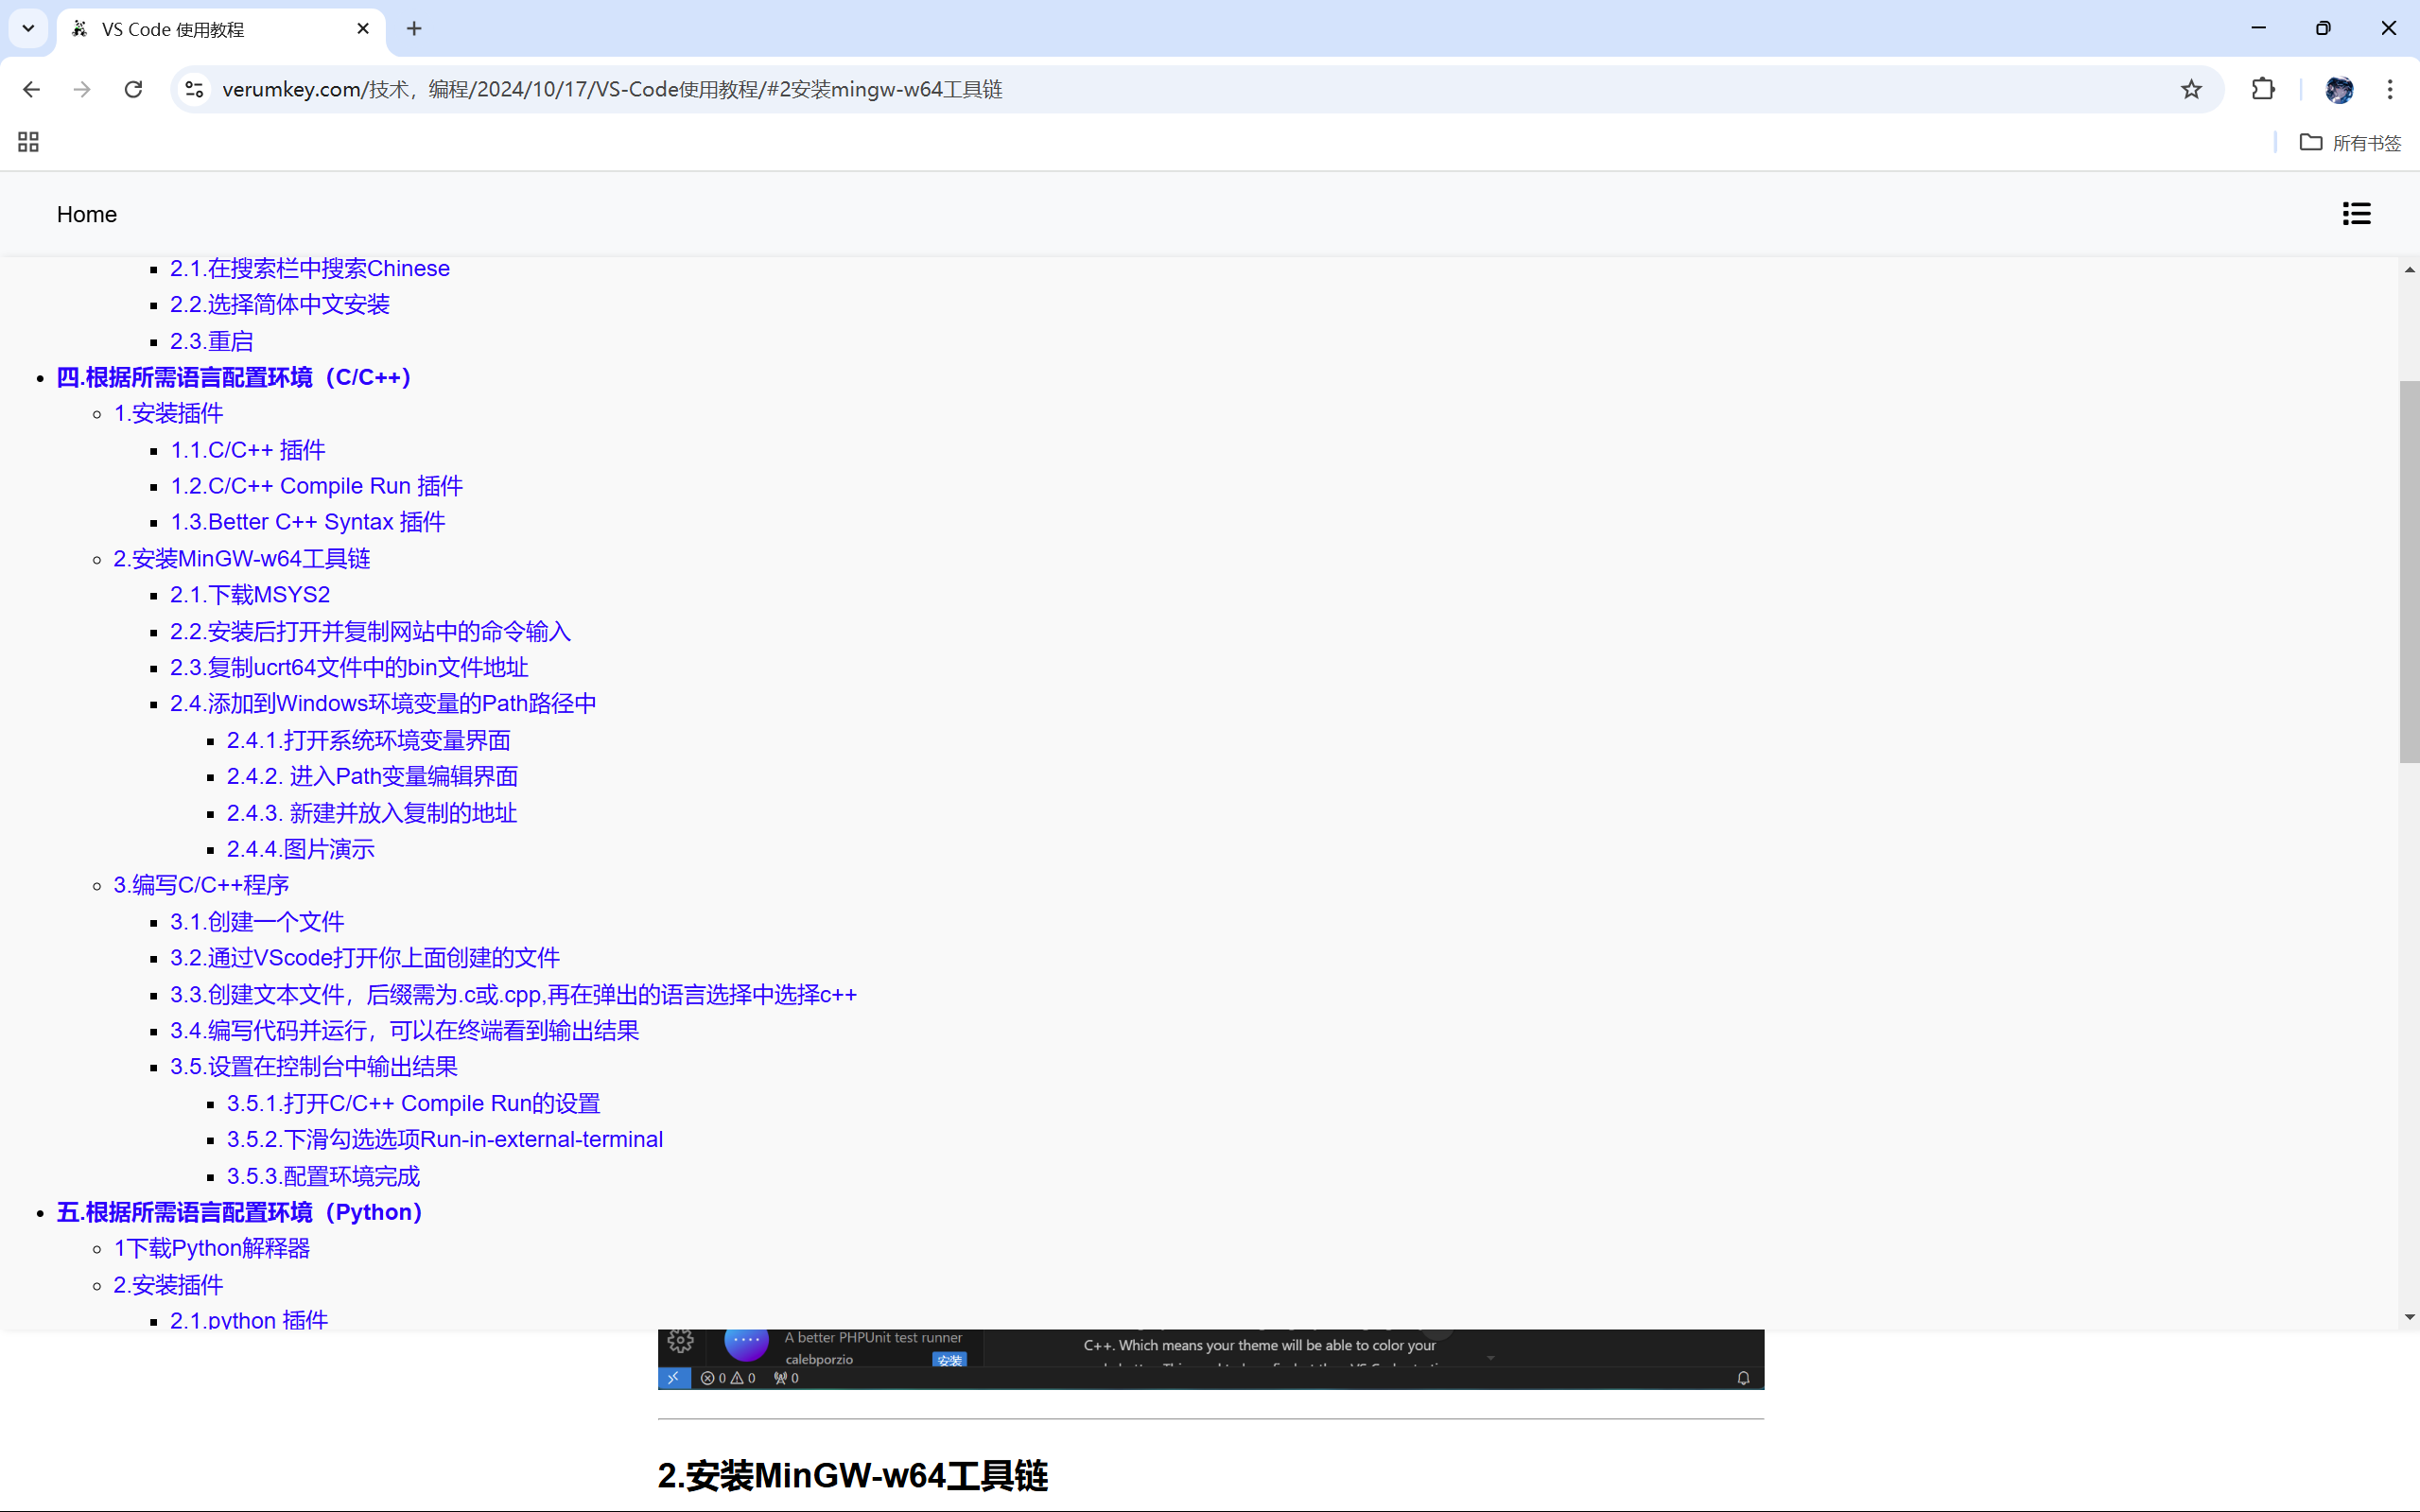 VS Code 使用教程
verumkey.com/技术，编程/2024/10/17/VS-Code使用教程/#2安装mingw-w64工具链
所有书签
Home
2.1.在搜索栏中搜索Chinese
2.2.选择简体中文安装
2.3.重启
四.根据所需语言配置环境（C/C++）
1.安装插件
1.1.C/C++ 插件
1.2.C/C++ Compile Run 插件
1.3.Better C++ Syntax 插件
2.安装MinGW-w64工具链
2.1.下载MSYS2
2.2.安装后打开并复制网站中的命令输入
2.3.复制ucrt64文件中的bin文件地址
2.4.添加到Windows环境变量的Path路径中
2.4.1.打开系统环境变量界面
2.4.2. 进入Path变量编辑界面
2.4.3. 新建并放入复制的地址
2.4.4.图片演示
3.编写C/C++程序
3.1.创建一个文件
3.2.通过VScode打开你上面创建的文件
3.3.创建文本文件，后缀需为.c或.cpp,再在弹出的语言选择中选择c++
3.4.编写代码并运行，可以在终端看到输出结果
3.5.设置在控制台中输出结果
3.5.1.打开C/C++ Compile Run的设置
3.5.2.下滑勾选选项Run-in-external-terminal
3.5.3.配置环境完成
五.根据所需语言配置环境（Python）
1下载Python解释器
2.安装插件
2.1.python 插件
A better PHPUnit test runner
C++. Which means your theme will be able to color your
calebporzio
安装
0 0 0
2.安装MinGW-w64工具链